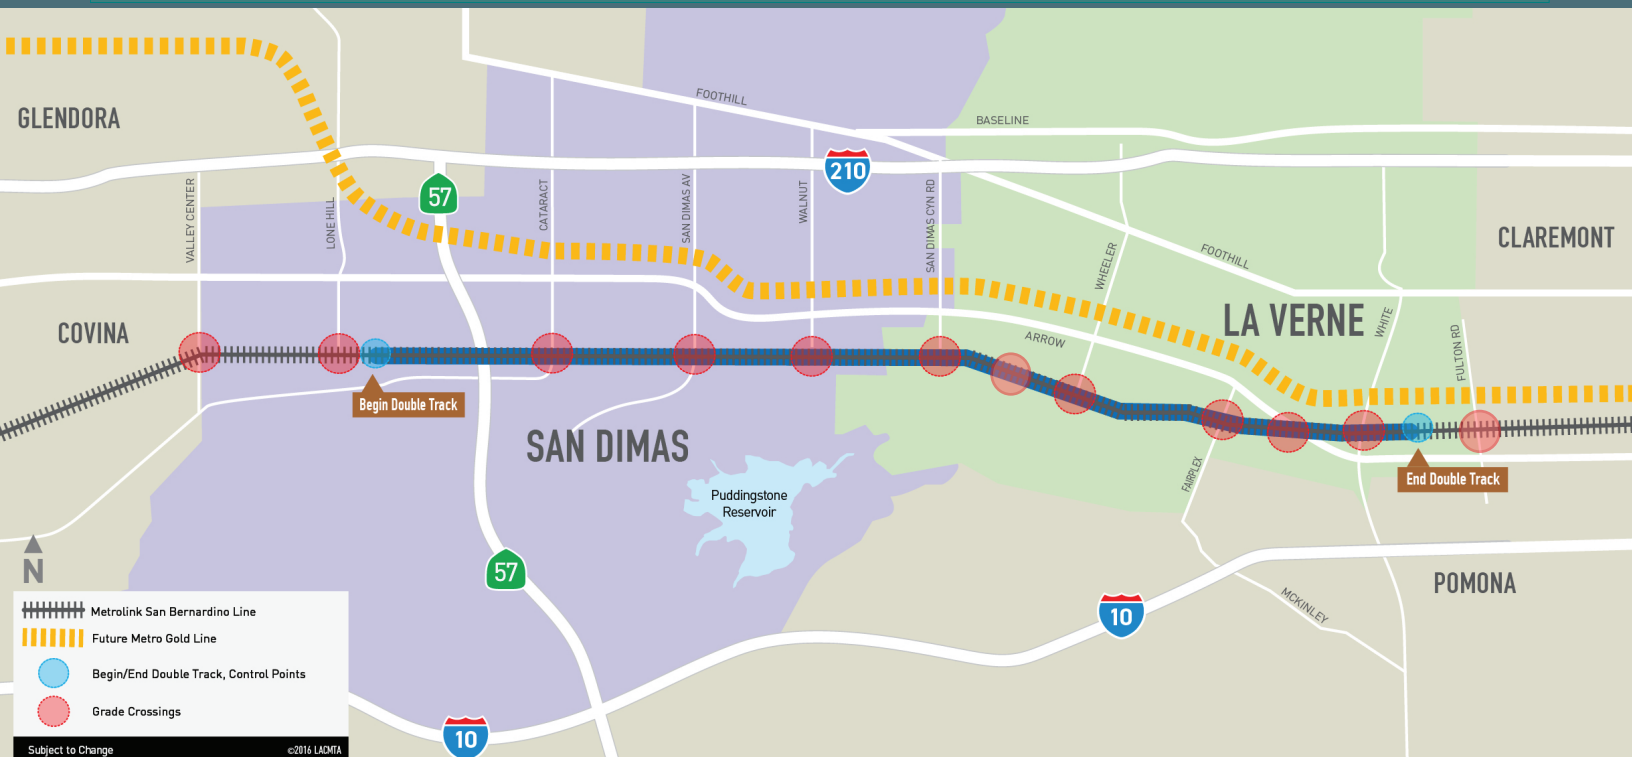 FOOTHILL
BASELINE
GLENDORA
210
57
VALLEY CENTER
LONE HILL
CATARACT
SAN DIMAS AV
WALNUT
SAN DIMAS CYN RD
WHEELER
FOOTHILL
CLAREMONT
COVINA
ARROW
LA VERNE
WHITE
FULTON RD
Begin Double Track
SAN DIMAS
FAIRPLEX
End Double Track
Puddingstone
Reservoir
N
57
POMONA
10
MCKINLEY
Metrolink San Bernardino Line
Future Metro Gold Line
Begin/End Double Track, Control Points
Grade Crossings
10
Subject to Change
©2016 LACMTA